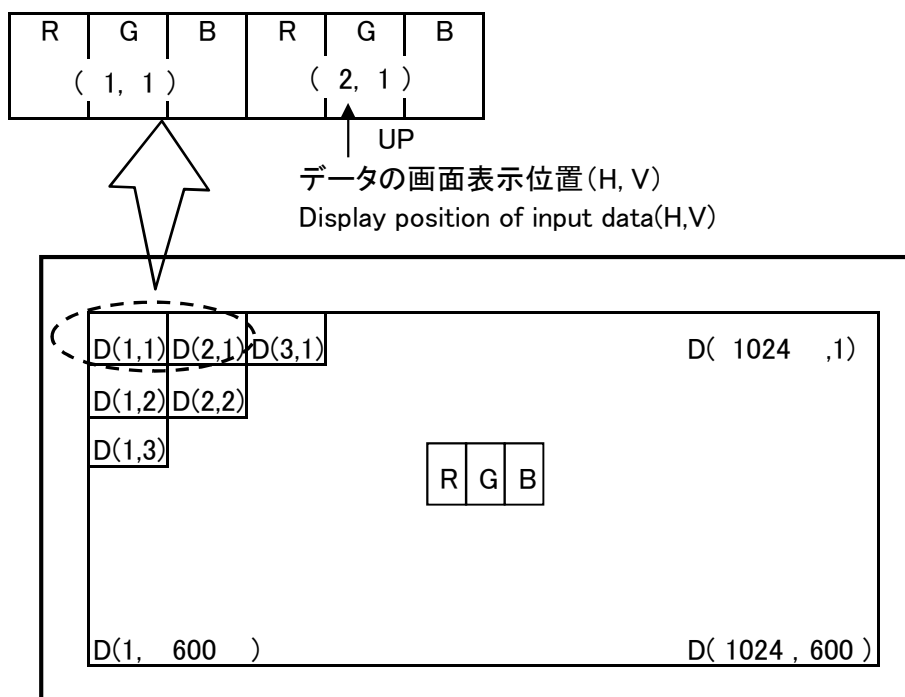 R G B R G B
( 1, 1 ) ( 2, 1 )
UP
データの画面表示位置(H, V)
Display position of input data(H,V)
D(1,1) D(2,1) D(3,1) D( 1024 ,1)
D(1,2) D(2,2)
D(1,3)
R G B
D(1, 600 ) D( 1024 , 600 )